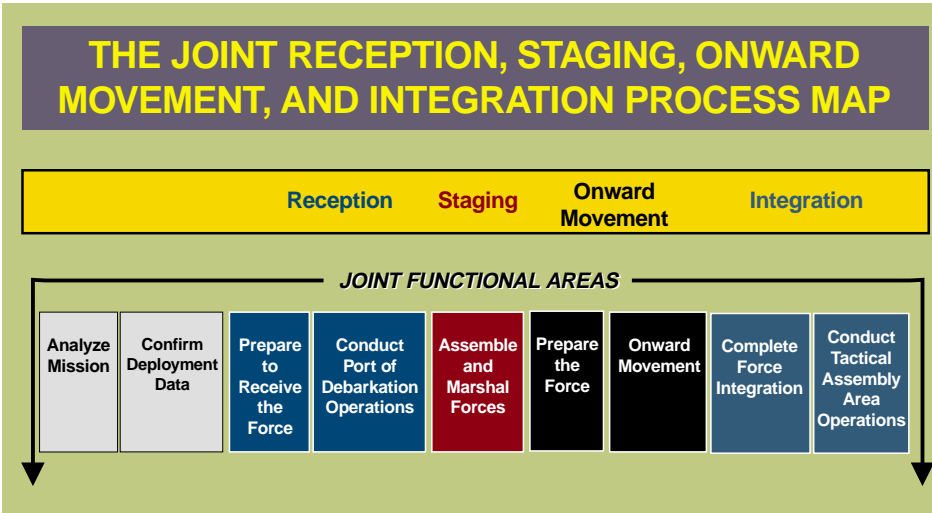 THE JOINT RECEPTION, STAGING, ONWARD
MOVEMENT, AND INTEGRATION PROCESS MAP
Reception
Staging
Onward
Movement
Integration
JOINT FUNCTIONAL AREAS
Analyze
Mission
Confirm
Deployment
Data
Prepare
to
Receive
the
Force
Conduct
Port of
Debarkation
Operations
Assemble
and
Marshal
Forces
Prepare
the
Force
Onward
Movement
Complete
Force
Integration
Conduct
Tactical
Assembly
Area
Operations